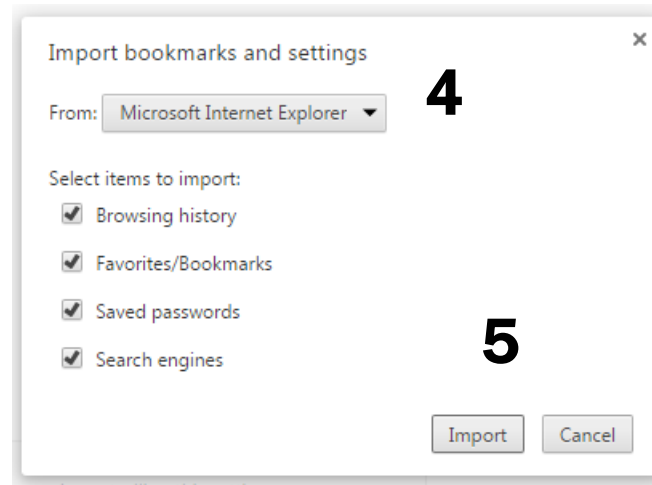 Import bookmarks and settings
4
From: Microsoft Internet Explorer
Select items to import:
Browsing history
Favorites/Bookmarks
Saved passwords
Search engines
5
Import Cancel